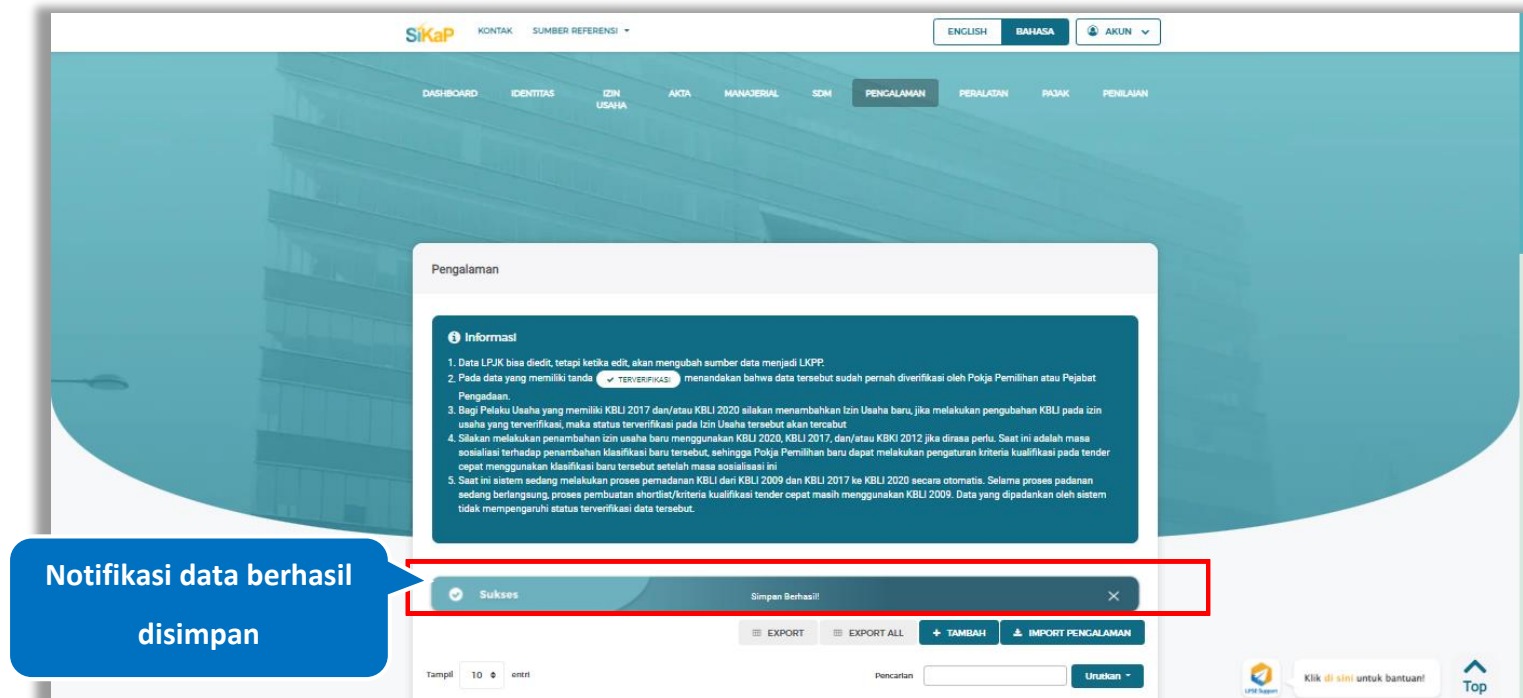 SiKaP KONTAK SUMBER REFERENSI ENGLISH BAHASA AKUN
DASHBOARD IDENTITAS IZIN USAHA AKTA MANAJERIAL SDM PENGALAMAN PERALATAN PAJAK PENILAIAN
Pengalaman
Informasi
1. Data LPJK bisa diedit, tetapi ketika edit, akan mengubah sumber data menjadi LKPP.
2. Pada data yang memiliki tanda TERVERIFIKASI menandakan bahwa data tersebut sudah pernah diverifikasi oleh Pokja Pemilihan atau Pejabat
Pengadaan.
3. Bagi Pelaku Usaha yang memiliki KBLI 2017 dan/atau KBLI 2020 silakan menambahkan Izin Usaha baru, jika melakukan pengubahan KBLI pada izin
usaha yang terverifikasi, maka status terverifikasi pada Izin Usaha tersebut akan tercabut
4. Silakan melakukan penambahan izin usaha baru menggunakan KBLI 2020, KBLI 2017, dan/atau KBKI 2012 jika dirasa perlu. Saat ini adalah masa
sosialiasi terhadap penambahan klasifikasi baru tersebut, sehingga Pokja Pemilihan baru dapat melakukan pengaturan kriteria kualifikasi pada tender
cepat menggunakan klasifikasi baru tersebut setelah masa sosialisasi ini
5. Saat ini sistem sedang melakukan proses pemadanan KBLI dari KBLI 2009 dan KBLI 2017 ke KBLI 2020 secara otomatis. Selama proses padanan
sedang berlangsung, proses pembuatan shortlist/kriteria kualifikasi tender cepat masih menggunakan KBLI 2009. Data yang dipadankan oleh sistem
tidak mempengaruhi status terverifikasi data tersebut.
Notifikasi data berhasil
disimpan
Sukses Simpan Berhasil!
EXPORT EXPORT ALL + TAMBAH IMPORT PENGALAMAN
Tampil 10 entri Pencarian Urutkan
LPSE Support Klik di sini untuk bantuan! Top